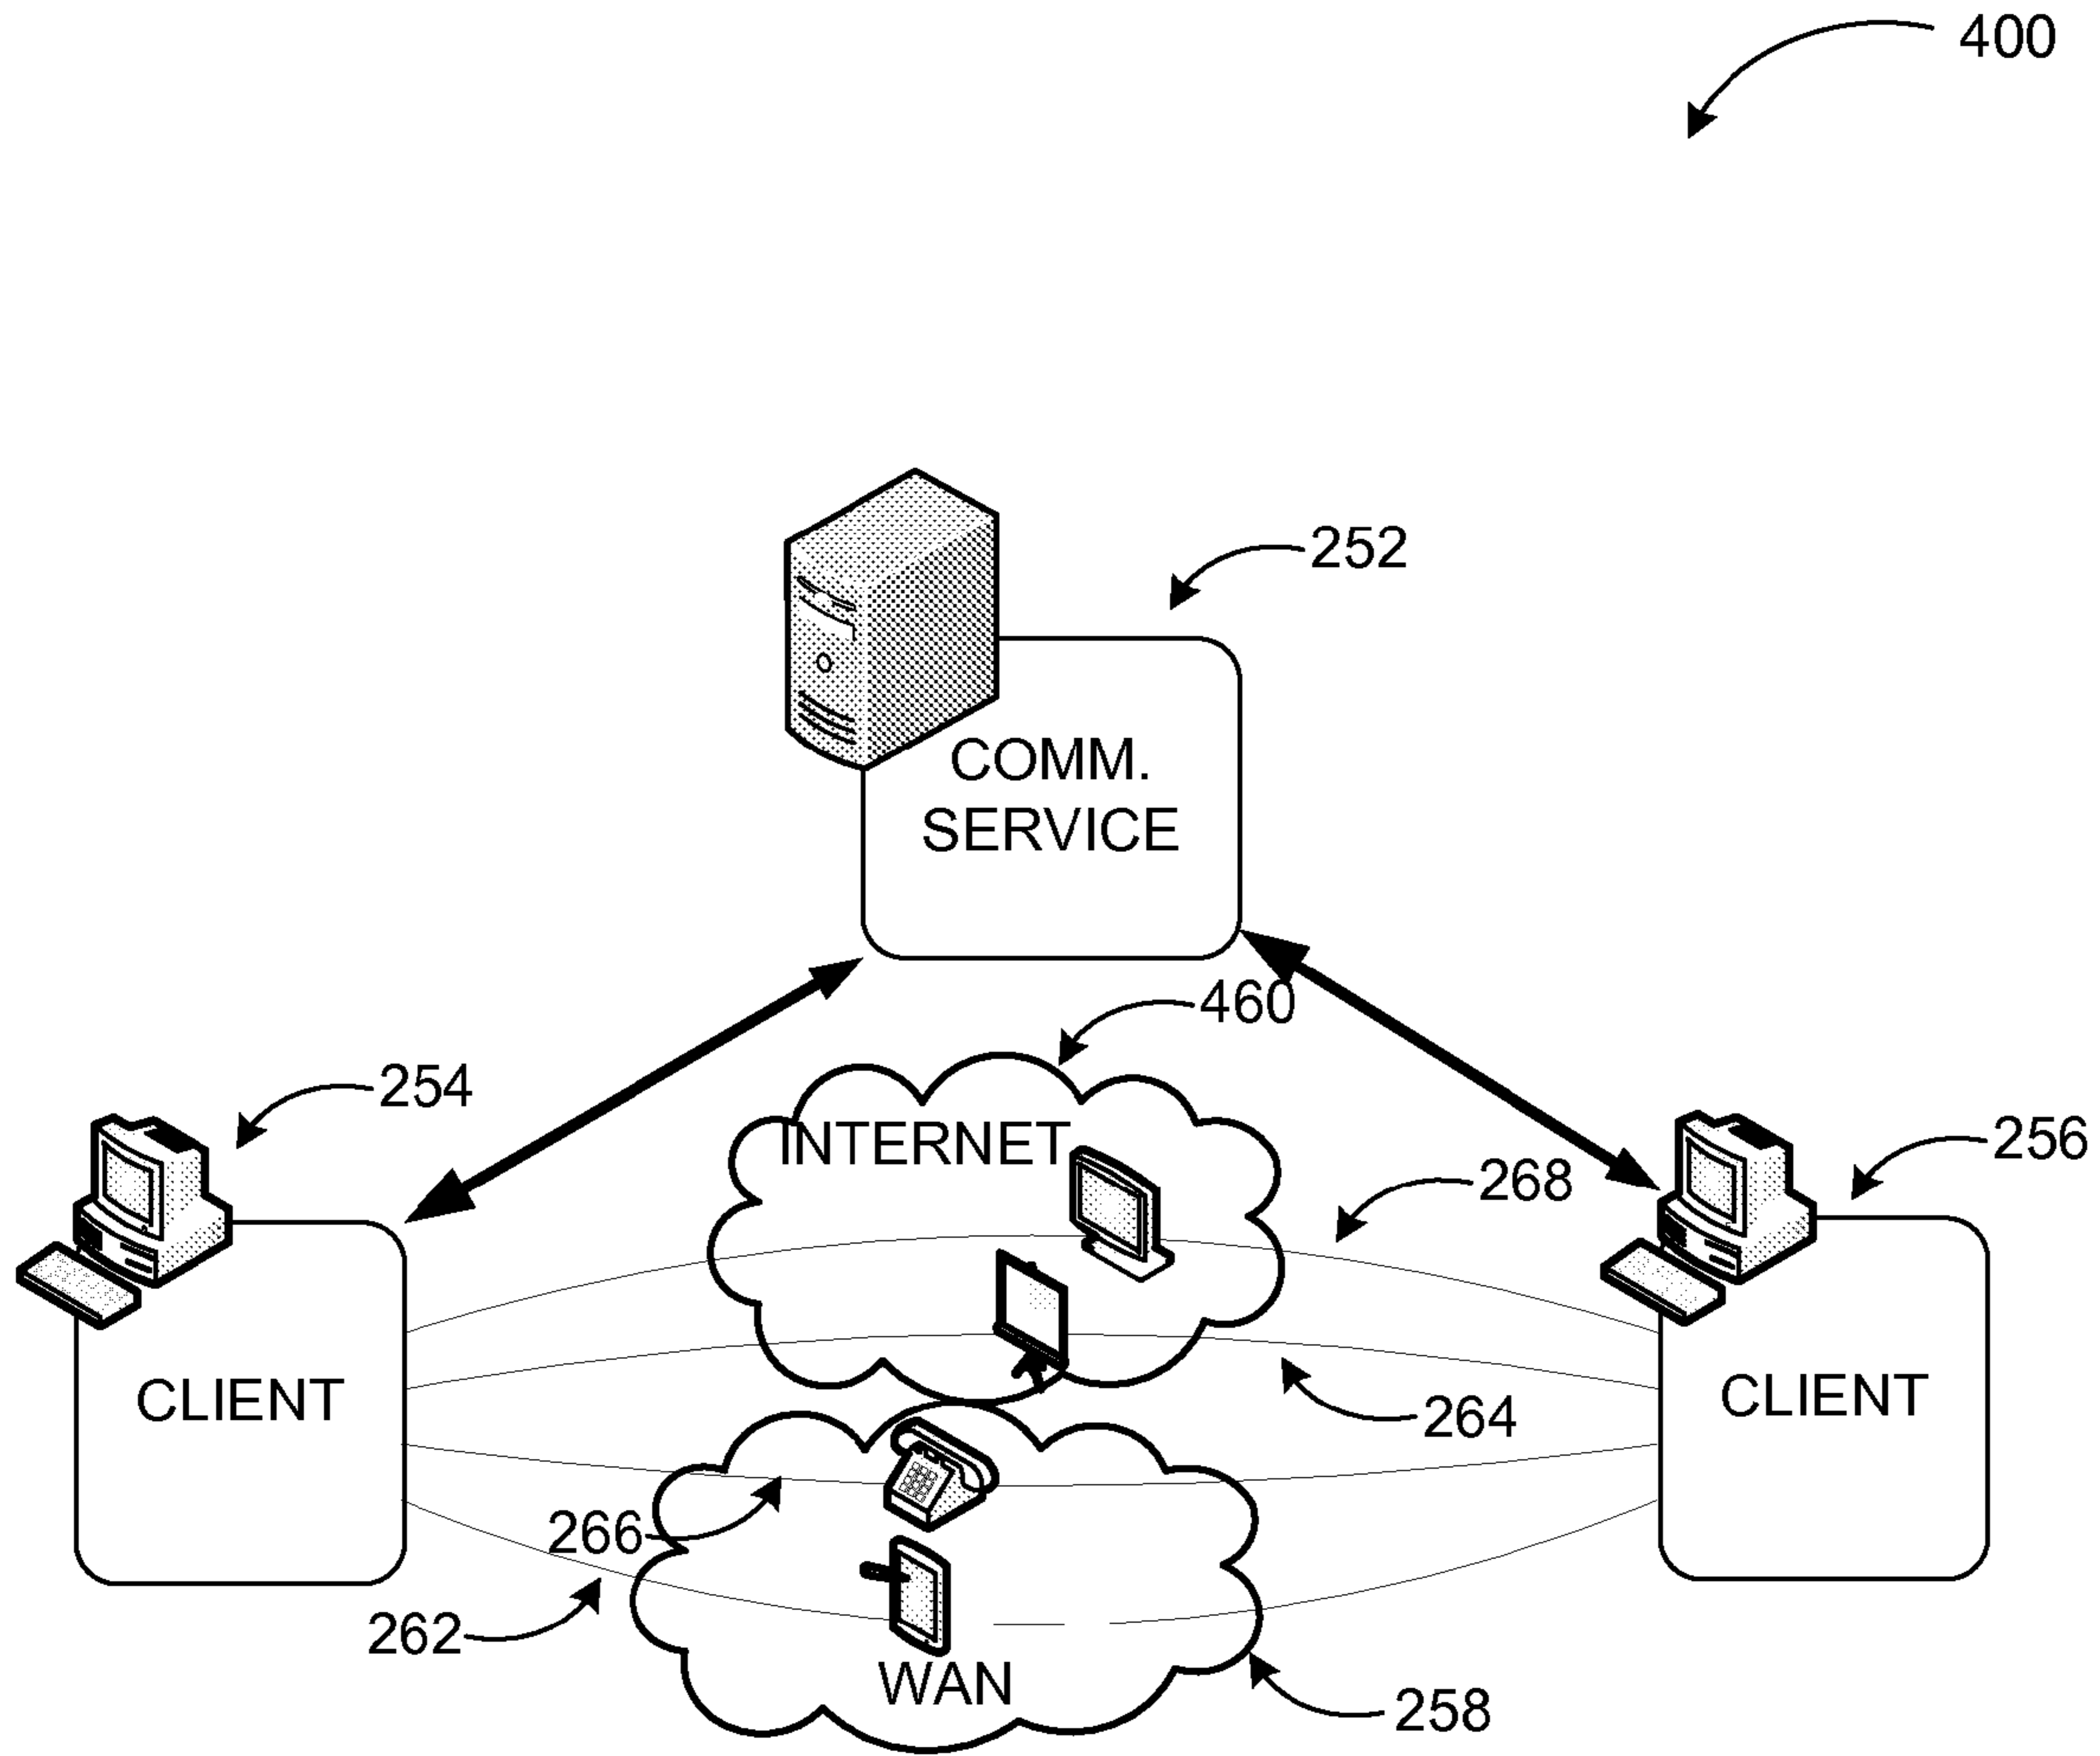 400
252
COMM.
SERVICE
460
254
INTERNET
256
268
CLIENT
CLIENT
264
266
262
WAN
258